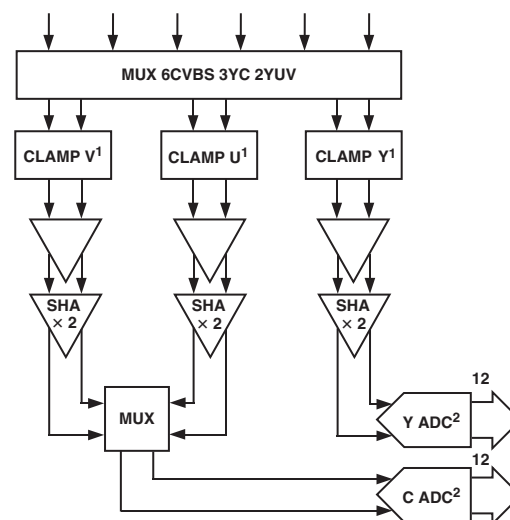 MUX 6CVBS 3YC 2YUV
CLAMP V¹
CLAMP U¹
CLAMP Y¹
SHA
× 2
SHA
× 2
SHA
× 2
MUX
12
Y ADC²
12
C ADC²